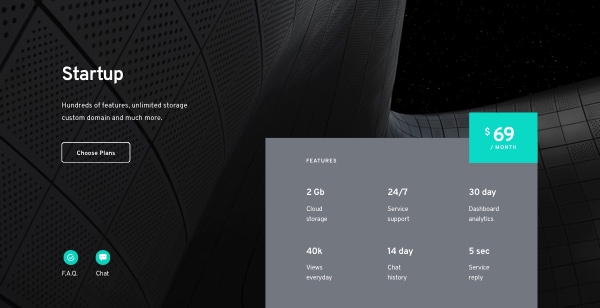 Startup
Hundreds of features, unlimited storage
custom domain and much more.
Choose Plans
F.A.Q.
Chat
$ 69
/ MONTH
FEATURES
2 Gb
Cloud
storage
24/7
Service
support
30 day
Dashboard
analytics
40k
Views
everyday
14 day
Chat
history
5 sec
Service
reply